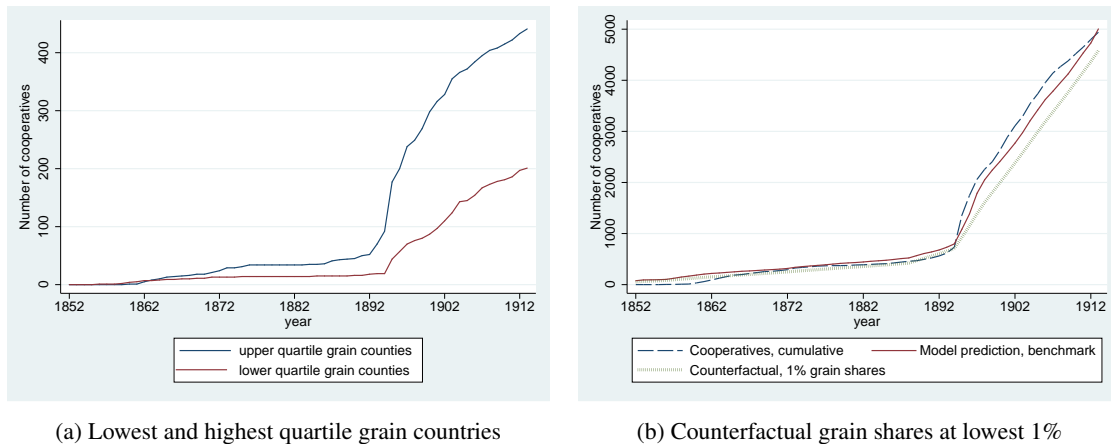 Number of cooperatives
0
100
200
300
400
1852
1862
1872
1882
1892
1902
1912
year
upper quartile grain counties
lower quartile grain counties
(a) Lowest and highest quartile grain countries
Number of cooperatives
0
1000
2000
3000
4000
5000
1852
1862
1872
1882
1892
1902
1912
year
Cooperatives, cumulative
Model prediction, benchmark
Counterfactual, 1% grain shares
(b) Counterfactual grain shares at lowest 1%